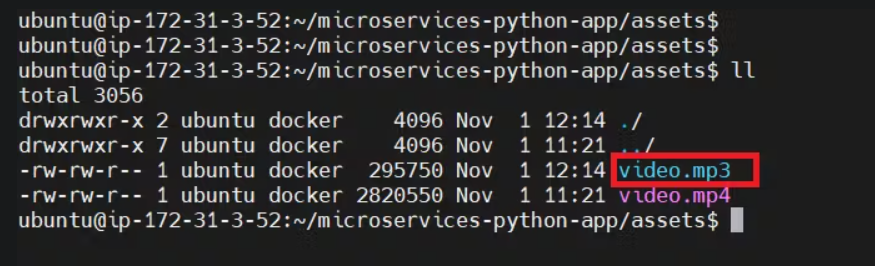 ubuntu@ip-172-31-3-52:~/microservices-python-app/assets$
ubuntu@ip-172-31-3-52:~/microservices-python-app/assets$
ubuntu@ip-172-31-3-52:~/microservices-python-app/assets$ ll
total 3056
drwxrwxr-x 2 ubuntu docker    4096 Nov  1 12:14 ./
drwxrwxr-x 7 ubuntu docker    4096 Nov  1 11:21 ../
-rw-rw-r-- 1 ubuntu docker  295750 Nov  1 12:14 video.mp3
-rw-rw-r-- 1 ubuntu docker 2820550 Nov  1 11:21 video.mp4
ubuntu@ip-172-31-3-52:~/microservices-python-app/assets$